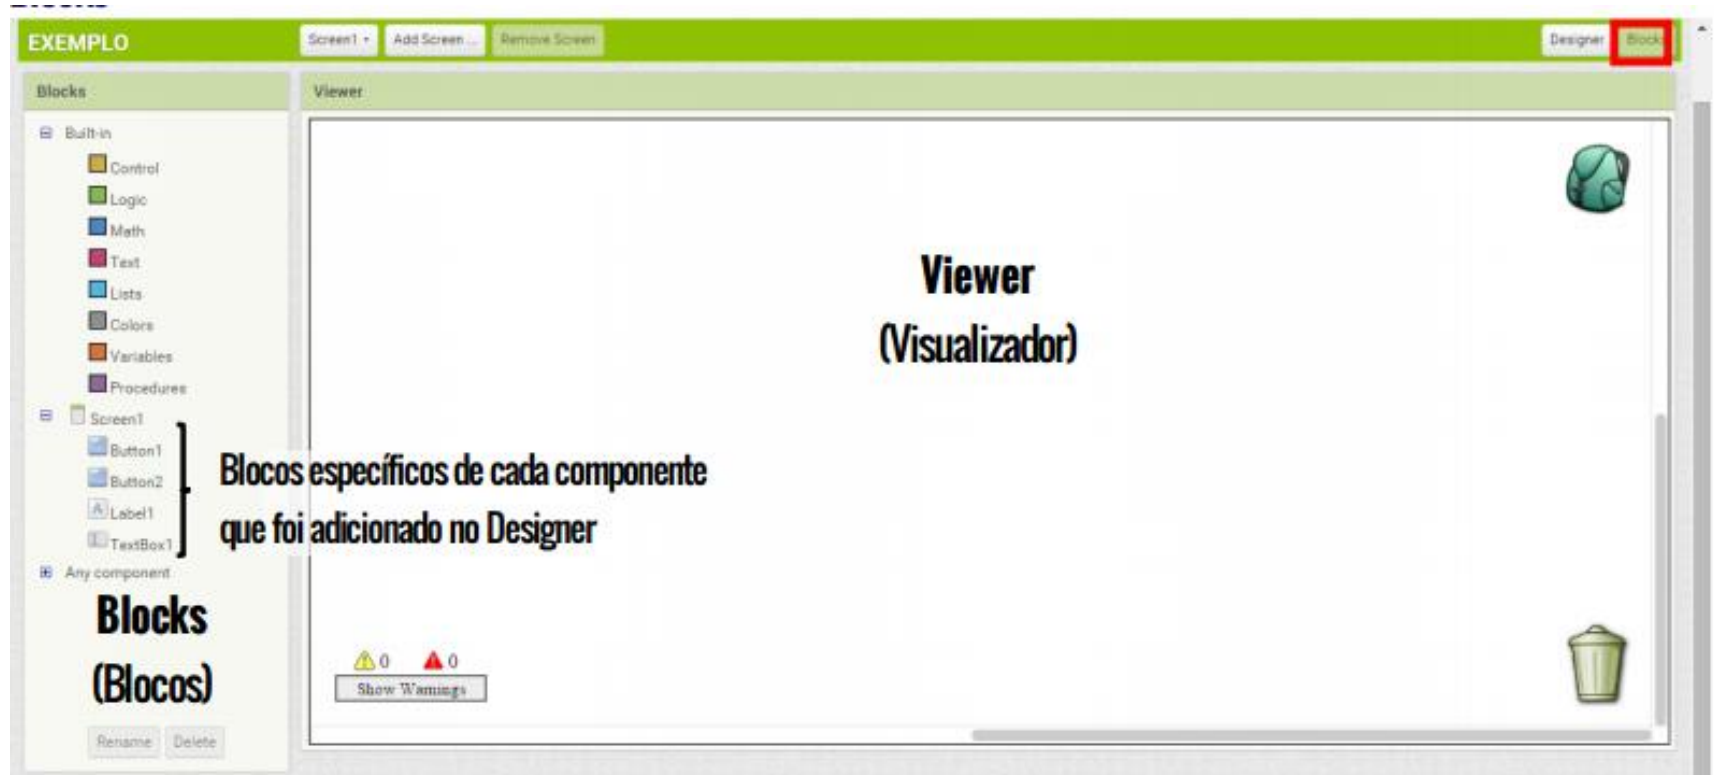 Blocks
EXEMPLO
Screen1
Add Screen ...
Remove Screen
Designer
Blocks
Blocks
Viewer
Built-in
Control
Logic
Math
Text
Lists
Colors
Variables
Procedures
Screen1
Button1
Button2
Label1
TextBox1
Any component
Viewer
(Visualizador)
Blocos específicos de cada componente
que foi adicionado no Designer
Blocks
(Blocos)
0
0
Show Warnings
Rename
Delete